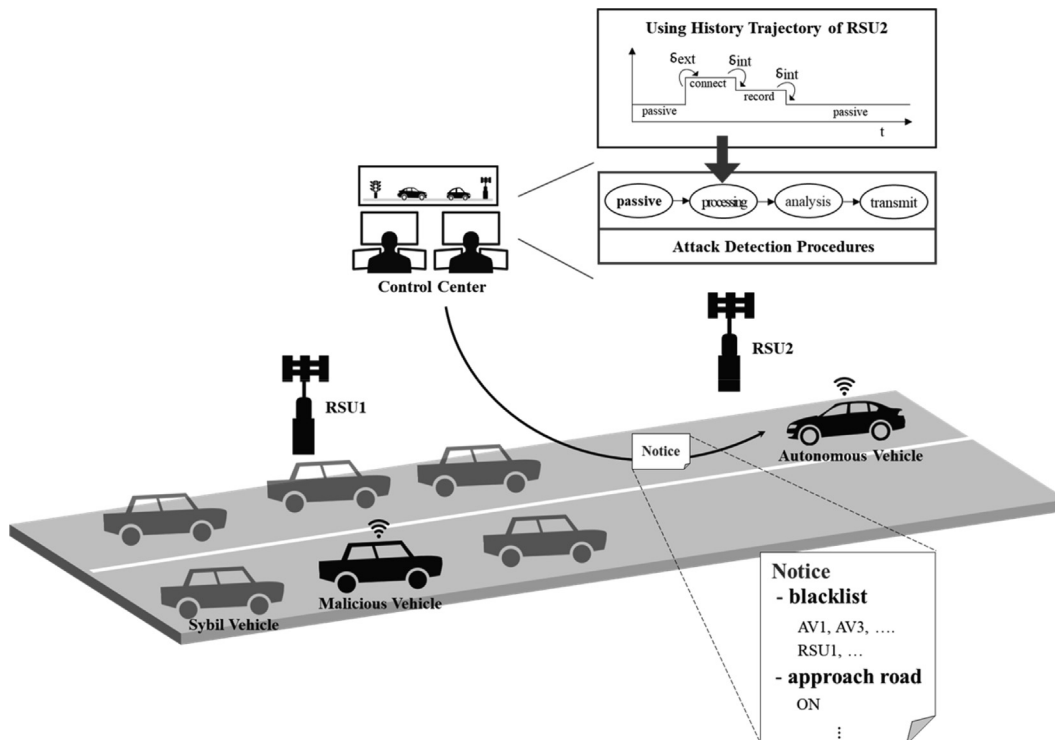 Using History Trajectory of RSU2
δext
δint
δint
connect
record
passive
passive
t
passive
processing
analysis
transmit
Attack Detection Procedures
Control Center
RSU2
RSU1
Notice
Autonomous Vehicle
Malicious Vehicle
Sybil Vehicle
Notice
- blacklist
AV1, AV3, ….
RSU1, …
- approach road
ON
⋮